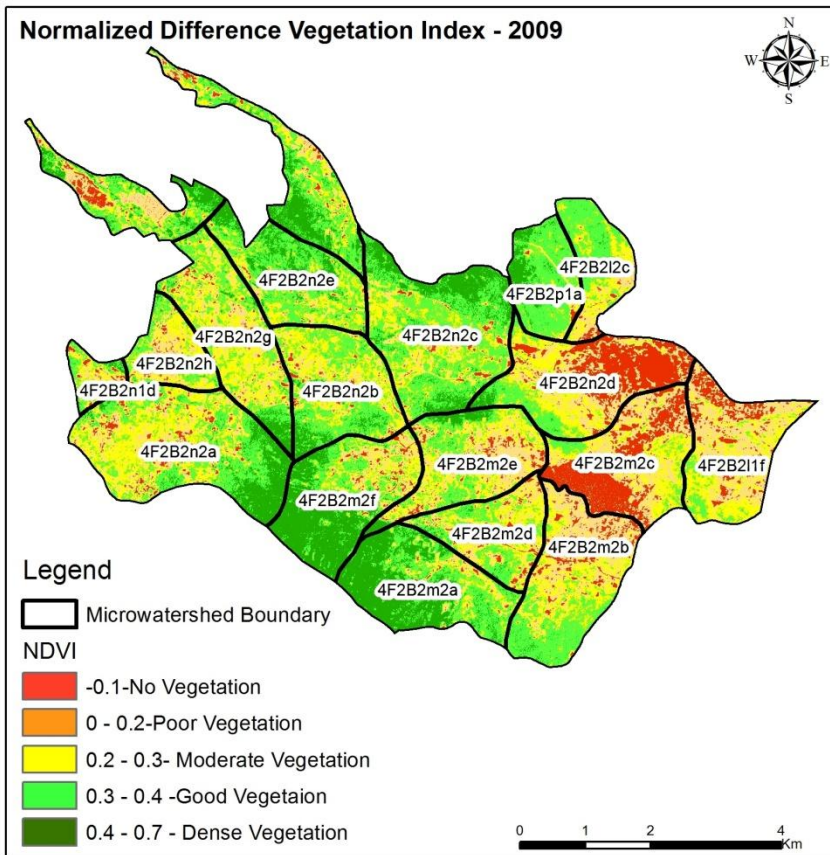 Normalized Difference Vegetation Index - 2009
N
W E
S
4F2B2l2c
4F2B2n2e
4F2B2p1a
4F2B2n2g
4F2B2n2c
4F2B2n2h
4F2B2n1d
4F2B2n2b
4F2B2n2d
4F2B2n2a
4F2B2m2e
4F2B2m2c
4F2B2l1f
4F2B2m2f
4F2B2m2d
4F2B2m2b
4F2B2m2a
Legend
Microwatershed Boundary
NDVI
-0.1-No Vegetation
0 - 0.2-Poor Vegetation
0.2 - 0.3- Moderate Vegetation
0.3 - 0.4 -Good Vegetaion
0.4 - 0.7 - Dense Vegetation
0 1 2 4
Km